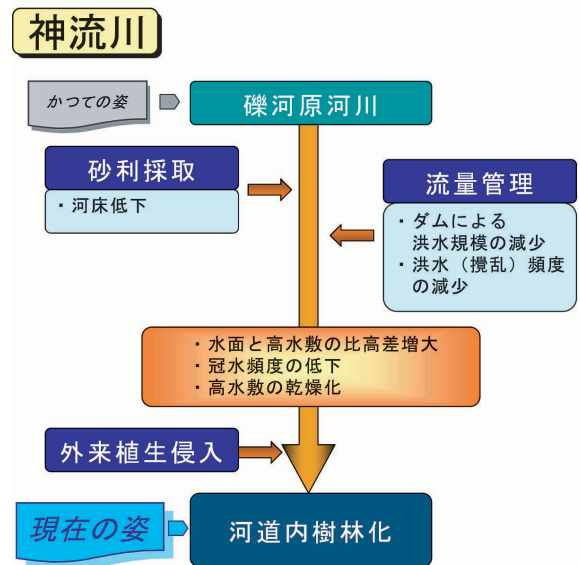 神流川
かつての姿
礫河原河川
砂利採取
・河床低下
流量管理
・ダムによる
洪水規模の減少
・洪水（攪乱）頻度
の減少
・水面と高水敷の比高差増大
・冠水頻度の低下
・高水敷の乾燥化
外来植生侵入
現在の姿
河道内樹林化